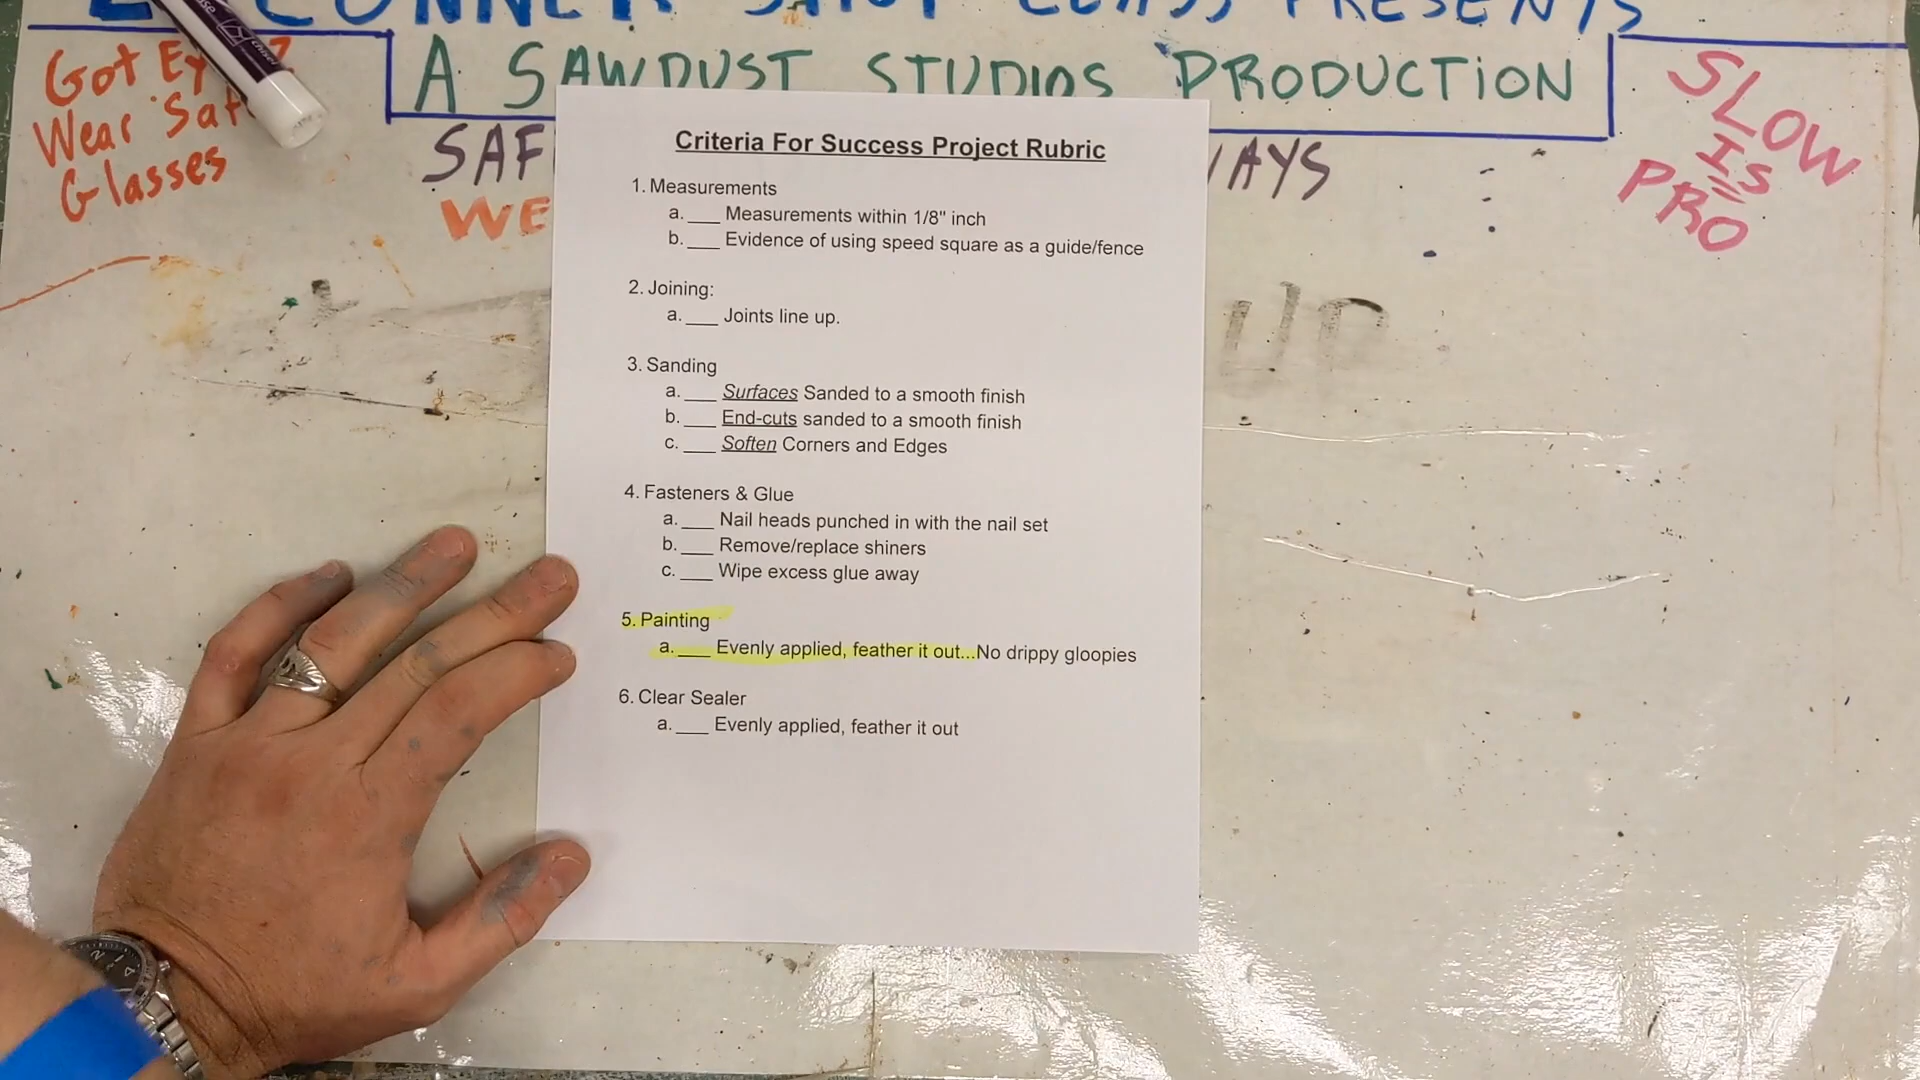 SHOP CLASS PRESENTS
A SAWDUST STUDIOS PRODUCTION
Got
Wear
Glasses
SLOW
IS
PRO
WE
UP
Criteria For Success Project Rubric
1. Measurements
a. ___ Measurements within 1/8" inch
b. ___ Evidence of using speed square as a guide/fence
2. Joining:
a. ___ Joints line up.
3. Sanding
a. ___ Surfaces Sanded to a smooth finish
b. ___ End-cuts sanded to a smooth finish
c. ___ Soften Corners and Edges
4. Fasteners & Glue
a. ___ Nail heads punched in with the nail set
b. ___ Remove/replace shiners
c. ___ Wipe excess glue away
5. Painting
a. ___ Evenly applied, feather it out...No drippy gloopies
6. Clear Sealer
a. ___ Evenly applied, feather it out